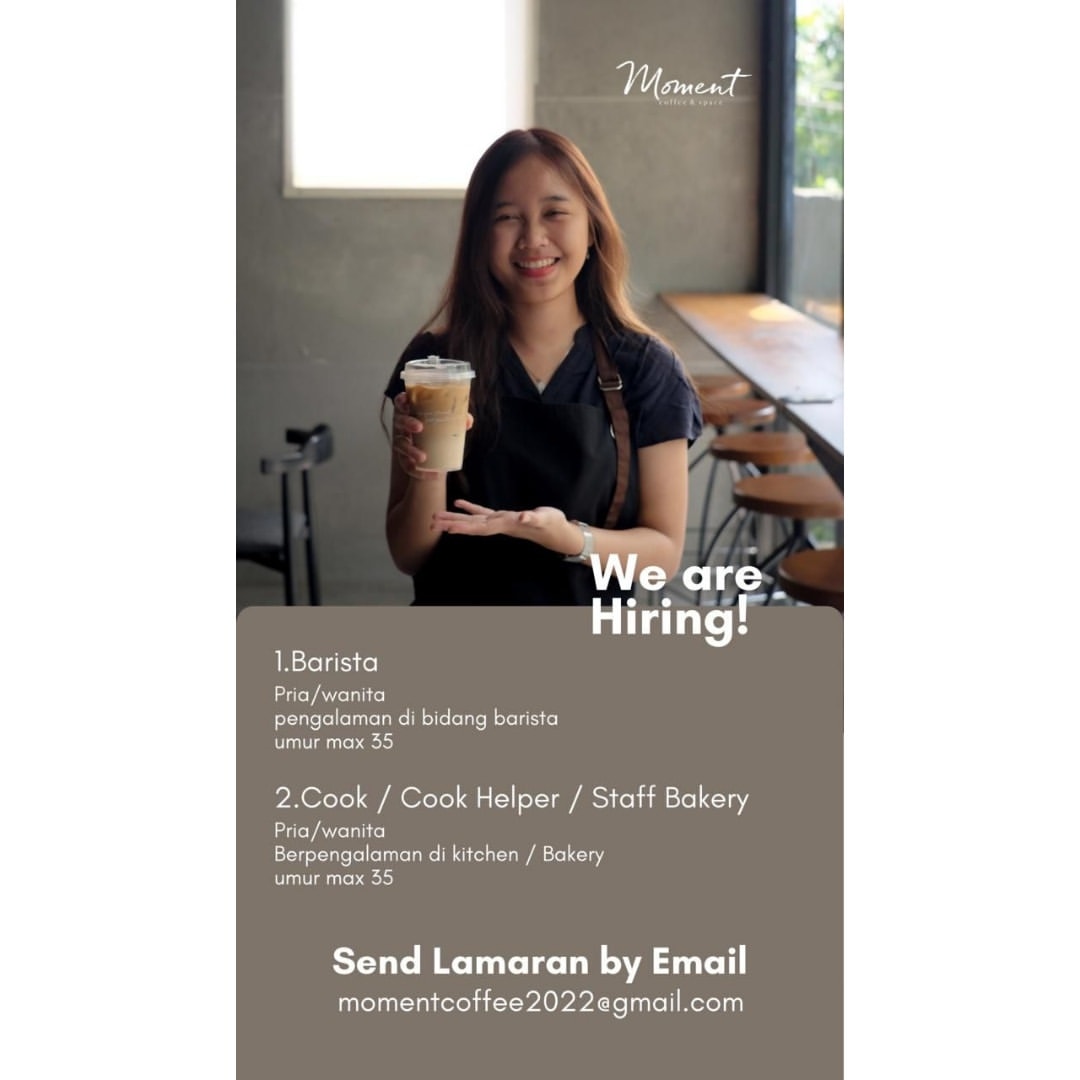 Moment
coffee & space
We are
Hiring!
1.Barista
Pria/wanita
pengalaman di bidang barista
umur max 35
2.Cook / Cook Helper / Staff Bakery
Pria/wanita
Berpengalaman di kitchen / Bakery
umur max 35
Send Lamaran by Email
momentcoffee2022@gmail.com